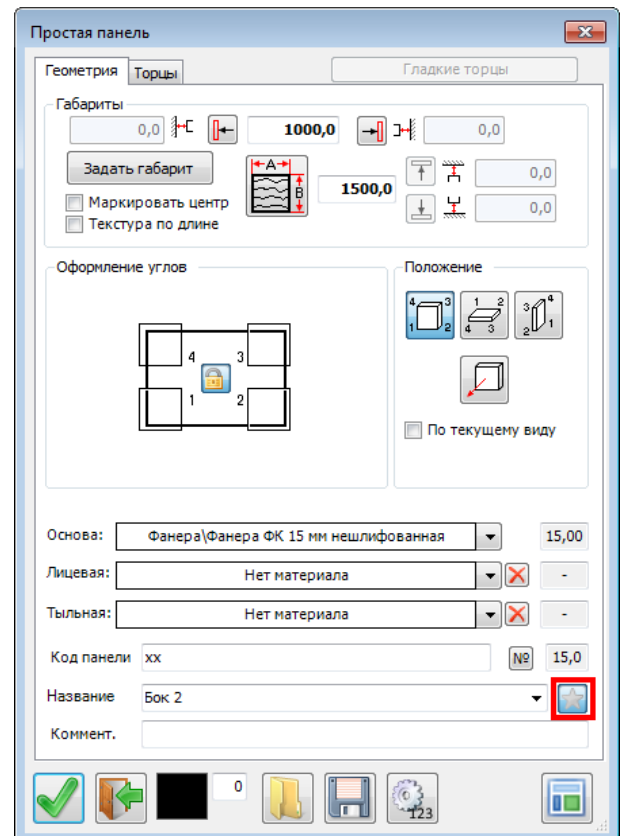 Простая панель
Геометрия Торцы Гладкие торцы
Габариты
0,0 1000,0 0,0
Задать габарит A B 1500,0 0,0
Маркировать центр 0,0
Текстура по длине
Оформление углов Положение
4 3 1 2
4 3 1 2
1 2 4 3
3 4 2 1
По текущему виду
Основа: Фанера\Фанера ФК 15 мм нешлифованная 15,00
Лицевая: Нет материала -
Тыльная: Нет материала -
Код панели xx № 15,0
Название Бок 2
Коммент.
0 123